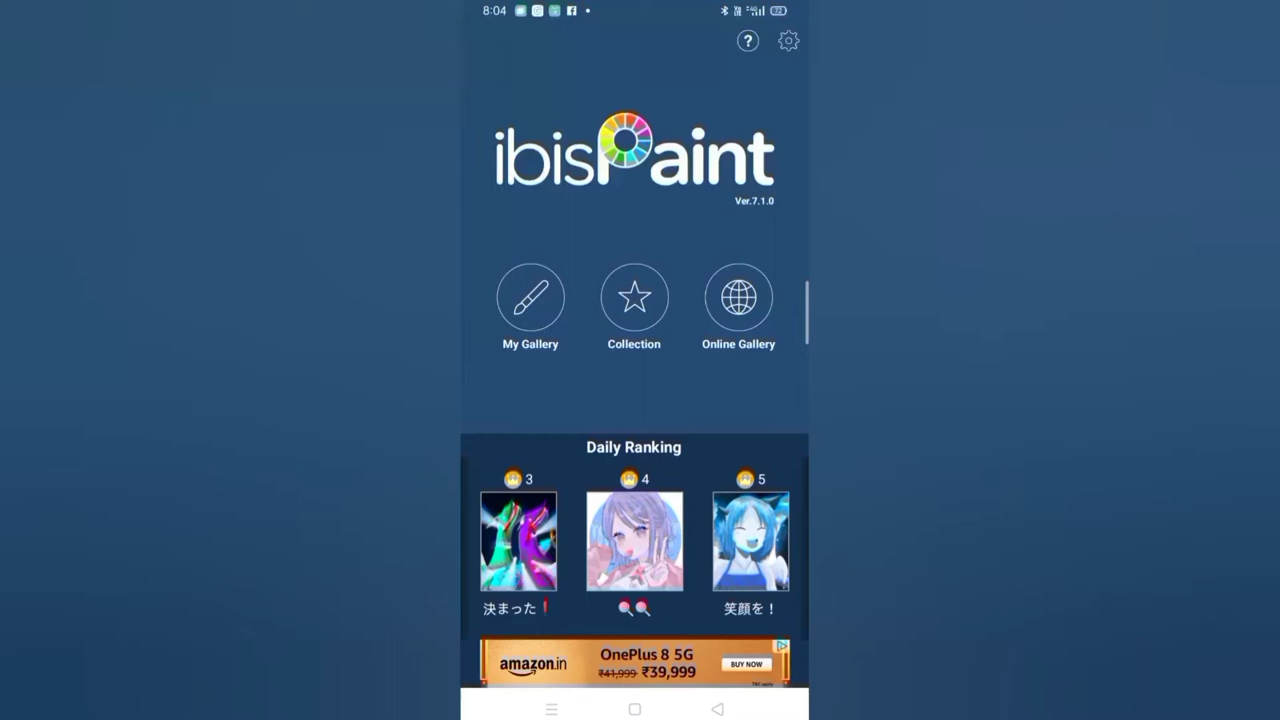 8:04
72
?
ibisPaint
Ver.7.1.0
My Gallery
Collection
Online Gallery
Daily Ranking
3
4
5
決まった❗
笑顔を！
amazon.in
OnePlus 8 5G
₹41,999 ₹39,999
BUY NOW